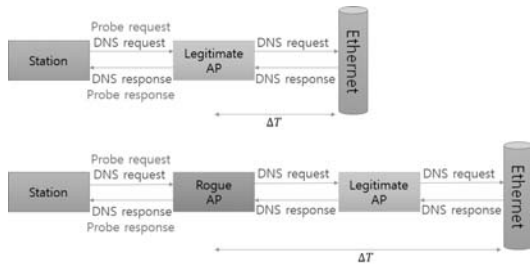 Probe request
DNS request
DNS request
Station
Legitimate
AP
Ethernet
DNS response
DNS response
Probe response
ΔT
Probe request
DNS request
DNS request
DNS request
Station
Rogue
AP
Legitimate
AP
Ethernet
DNS response
DNS response
DNS response
Probe response
ΔT